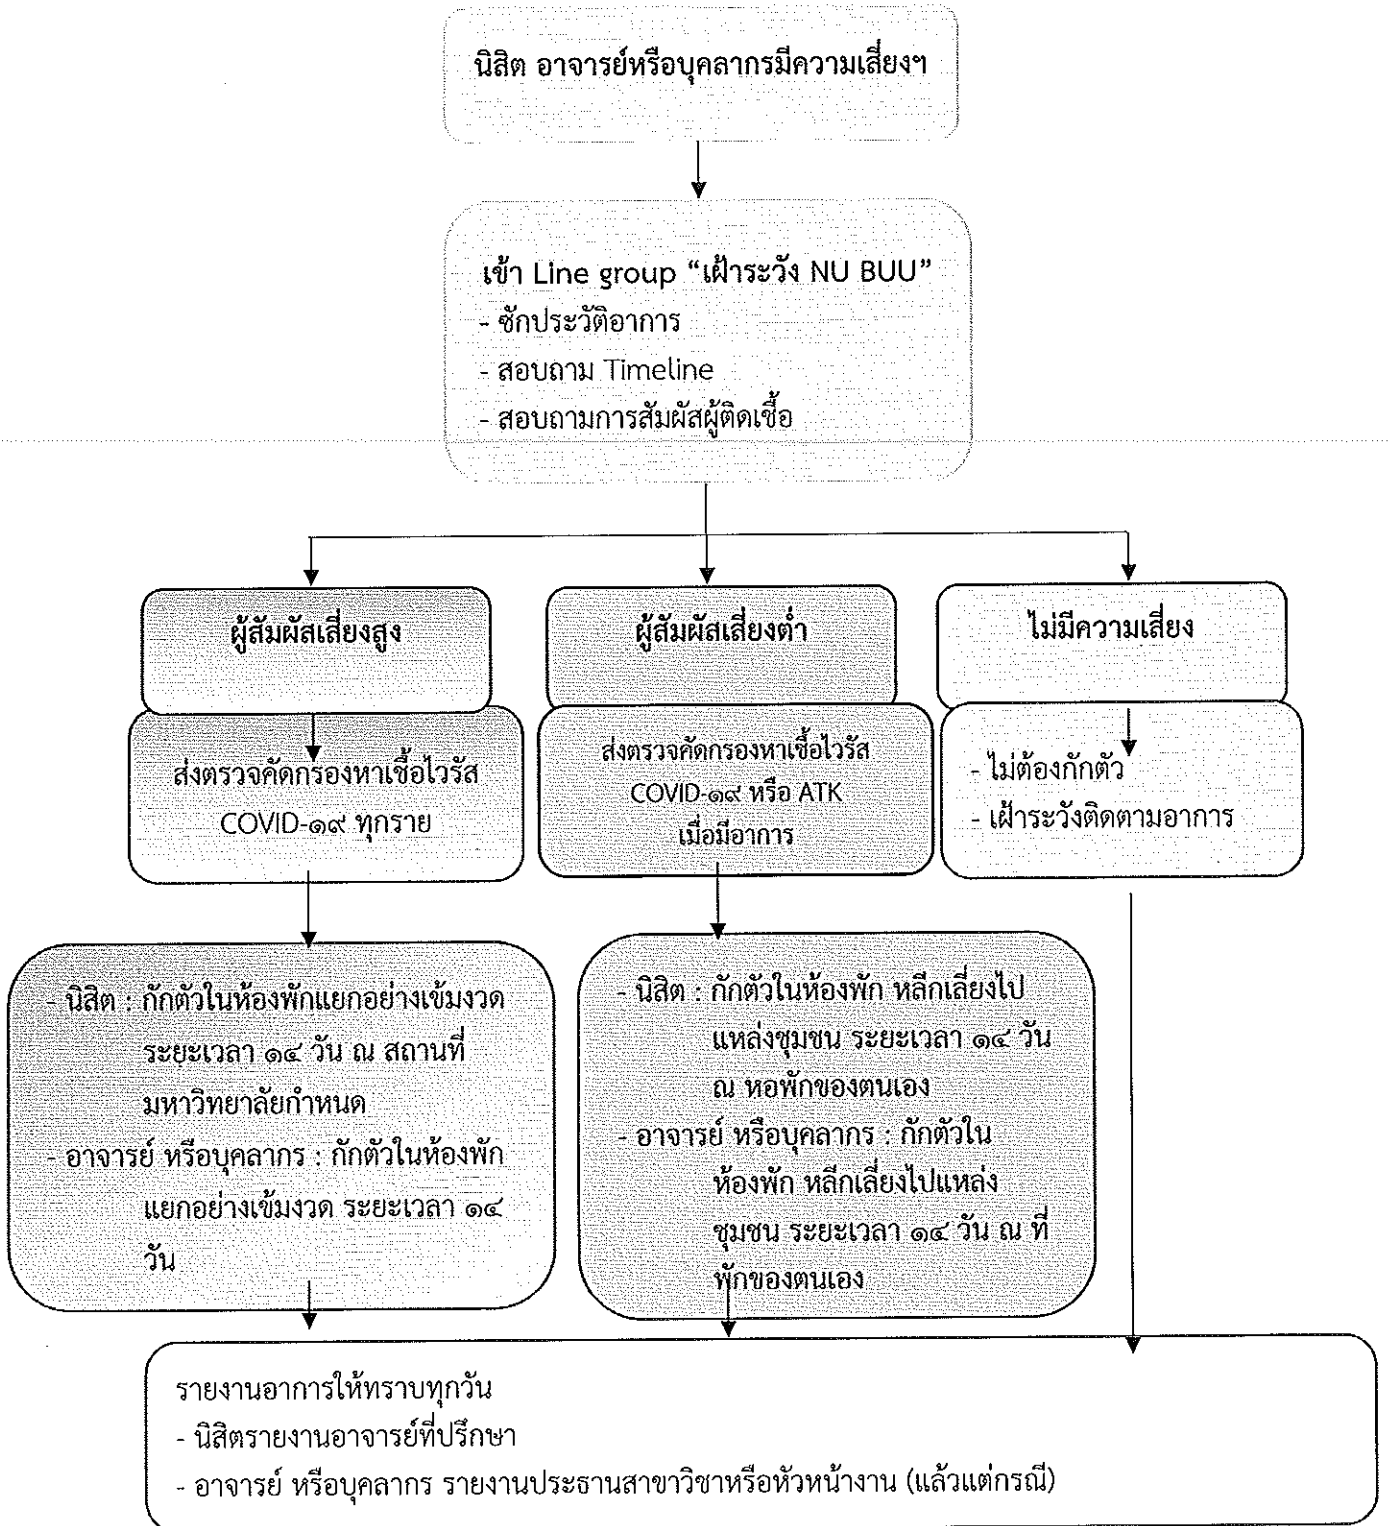 นิสิต อาจารย์หรือบุคลากรมีความเสี่ยงฯ
เข้า Line group “เฝ้าระวัง NU BUU”
- ซักประวัติอาการ
- สอบถาม Timeline
- สอบถามการสัมผัสผู้ติดเชื้อ
ผู้สัมผัสเสี่ยงสูง
ส่งตรวจคัดกรองหาเชื้อไวรัส
COVID-๑๙ ทุกราย
- นิสิต : กักตัวในห้องพักแยกอย่างเข้มงวด
ระยะเวลา ๑๔ วัน ณ สถานที่
มหาวิทยาลัยกำหนด
- อาจารย์ หรือบุคลากร : กักตัวในห้องพัก
แยกอย่างเข้มงวด ระยะเวลา ๑๔
วัน
ผู้สัมผัสเสี่ยงต่ำ
ส่งตรวจคัดกรองหาเชื้อไวรัส
COVID-๑๙ หรือ ATK
เมื่อมีอาการ
- นิสิต : กักตัวในห้องพัก หลีกเลี่ยงไป
แหล่งชุมชน ระยะเวลา ๑๔ วัน
ณ หอพักของตนเอง
- อาจารย์ หรือบุคลากร : กักตัวใน
ห้องพัก หลีกเลี่ยงไปแหล่ง
ชุมชน ระยะเวลา ๑๔ วัน ณ ที่
พักของตนเอง
ไม่มีความเสี่ยง
- ไม่ต้องกักตัว
- เฝ้าระวังติดตามอาการ
รายงานอาการให้ทราบทุกวัน
- นิสิตรายงานอาจารย์ที่ปรึกษา
- อาจารย์ หรือบุคลากร รายงานประธานสาขาวิชาหรือหัวหน้างาน (แล้วแต่กรณี)